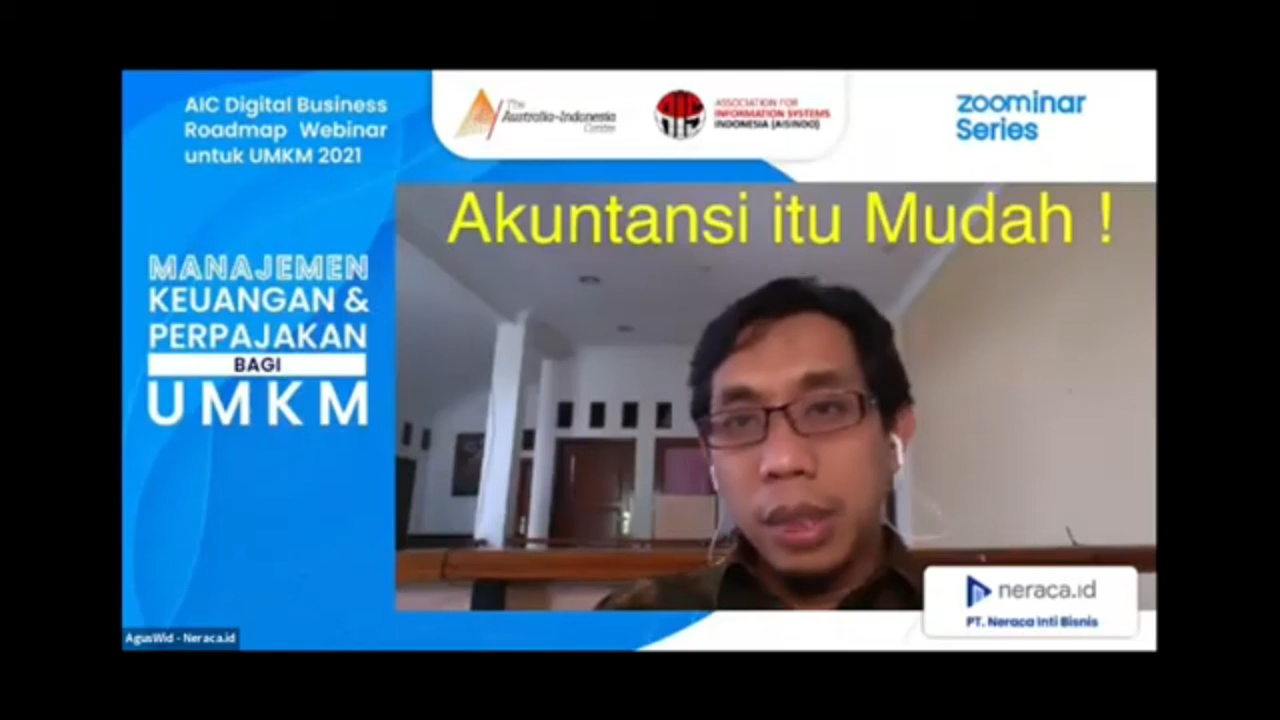 AIC Digital Business
Roadmap Webinar
untuk UMKM 2021
The
Australia-Indonesia
Centre
AIS
ASSOCIATION FOR
INFORMATION SYSTEMS
INDONESIA (AISINDO)
zoominar
Series
Akuntansi itu Mudah !
MANAJEMEN
KEUANGAN &
PERPAJAKAN
BAGI
UMKM
neraca.id
PT. Neraca Inti Bisnis
AgusWid - Neraca.id